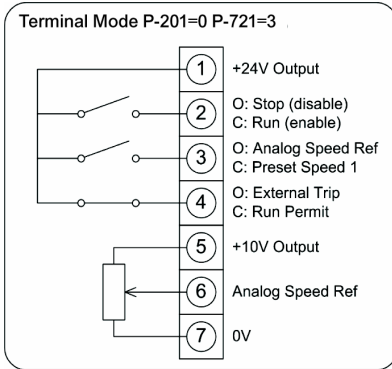 Terminal Mode P-201=0 P-721=3
1 +24V Output
2 O: Stop (disable)
C: Run (enable)
3 O: Analog Speed Ref
C: Preset Speed 1
4 O: External Trip
C: Run Permit
5 +10V Output
6 Analog Speed Ref
7 0V